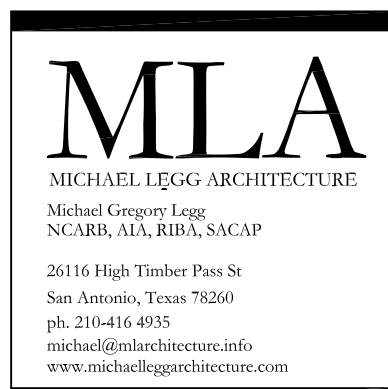 MLA
MICHAEL LEGG ARCHITECTURE
Michael Gregory Legg
NCARB, AIA, RIBA, SACAP
26116 High Timber Pass St
San Antonio, Texas 78260
ph. 210-416 4935
michael@mlarchitecture.info
www.michaelleggarchitecture.com